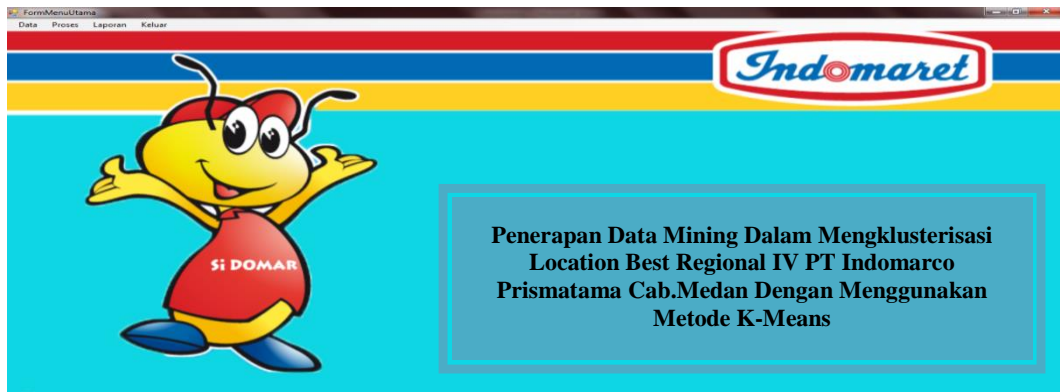 FormMenuUtama
Data Proses Laporan Keluar
Indomaret
Si DOMAR
Penerapan Data Mining Dalam Mengklusterisasi
Location Best Regional IV PT Indomarco
Prismatama Cab.Medan Dengan Menggunakan
Metode K-Means